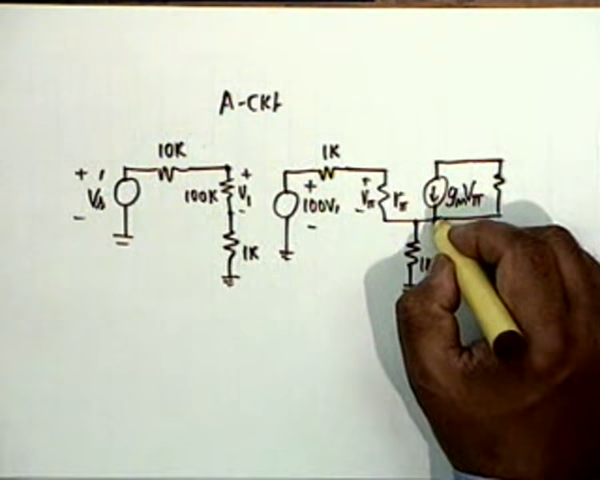 A-CKt
10K
1K
+ '
+
+
+
Vs
100K
V1
100V1
Vπ
rπ
gmVπ
-
-
-
-
1K